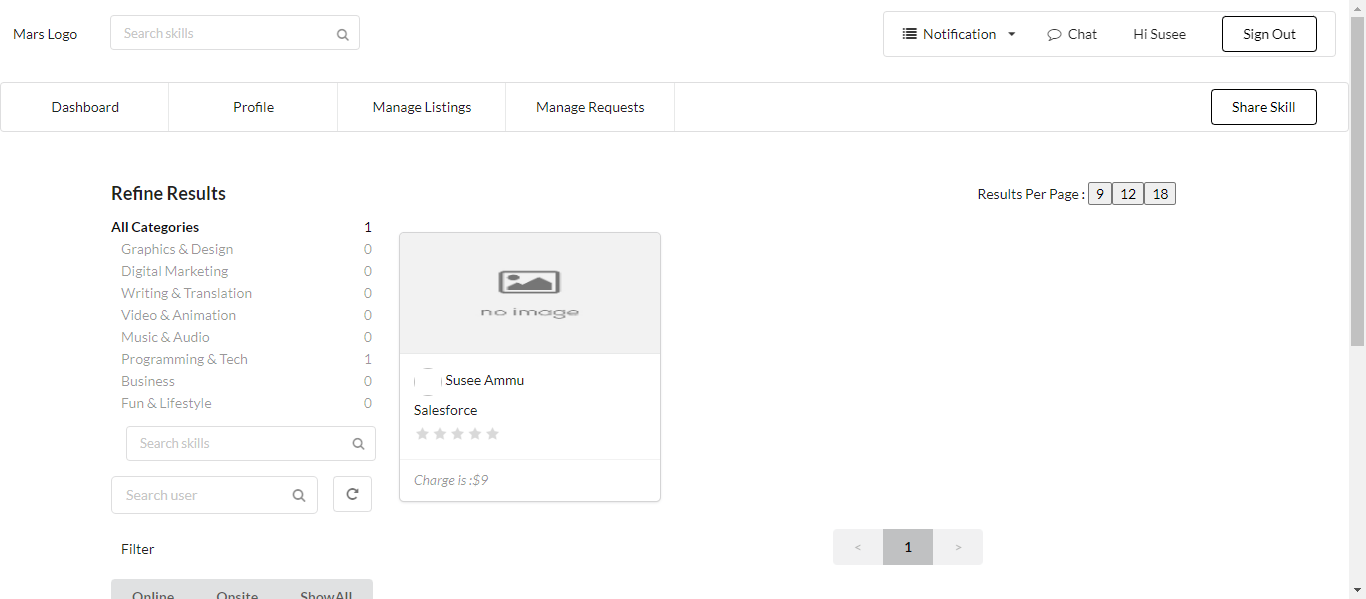 Mars Logo
Search skills
Notification
Chat
Hi Susee
Sign Out
Dashboard
Profile
Manage Listings
Manage Requests
Share Skill
Refine Results
Results Per Page : 9 12 18
All Categories 1
Graphics & Design 0
Digital Marketing 0
Writing & Translation 0
Video & Animation 0
Music & Audio 0
Programming & Tech 1
Business 0
Fun & Lifestyle 0
Search skills
Search user
Filter
Online Onsite ShowAll
no image
Susee Ammu
Salesforce
Charge is :$9
< 1 >